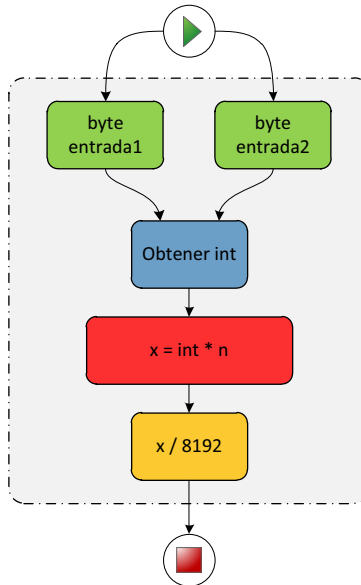 byte
entrada1
byte
entrada2
Obtener int
x = int * n
x / 8192